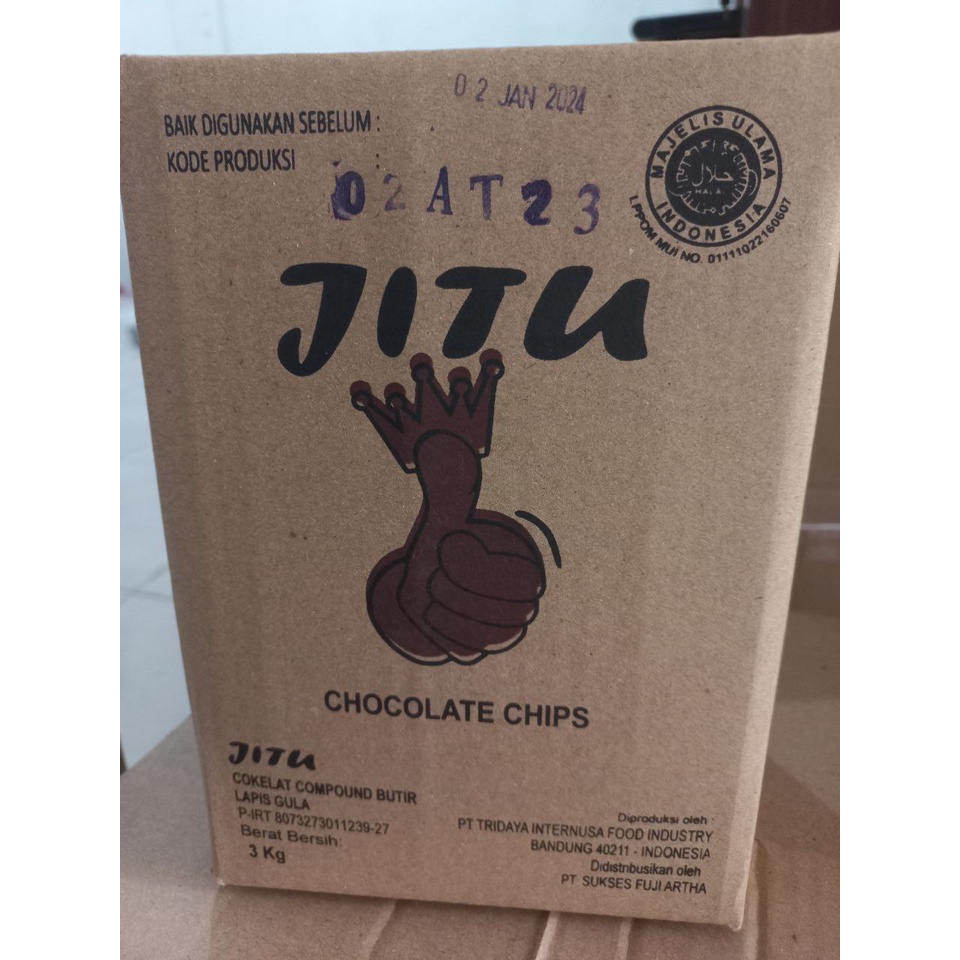 02 JAN 2024
BAIK DIGUNAKAN SEBELUM :
KODE PRODUKSI :
02AT23
MAJELIS ULAMA
حلال
HALAL
INDONESIA
LPPOM MUI NO. 01111022160607
JITU
CHOCOLATE CHIPS
JITU
COKELAT COMPOUND BUTIR
LAPIS GULA
P-IRT 8073273011239-27
Berat Bersih:
3 Kg
Diproduksi oleh :
PT TRIDAYA INTERNUSA FOOD INDUSTRY
BANDUNG 40211 - INDONESIA
Didistribusikan oleh
PT. SUKSES FUJI ARTHA